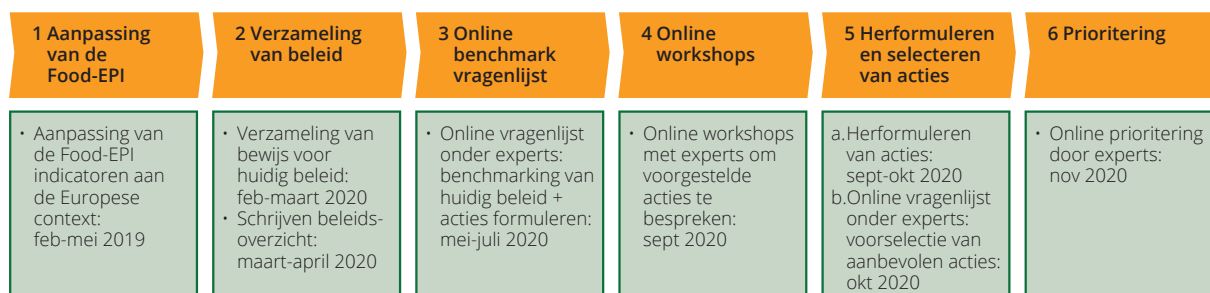 1 Aanpassing
van de
Food-EPI
2 Verzameling
van beleid
3 Online
benchmark
vragenlijst
4 Online
workshops
5 Herformuleren
en selecteren
van acties
6 Prioritering
• Aanpassing van
de Food-EPI
indicatoren aan
de Europese
context:
feb-mei 2019
• Verzameling van
bewijs voor
huidig beleid:
feb-maart 2020
• Schrijven beleids-
overzicht:
maart-april 2020
• Online vragenlijst
onder experts:
benchmarking van
huidig beleid +
acties formuleren:
mei-juli 2020
• Online workshops
met experts om
voorgestelde
acties te
bespreken:
sept 2020
a.Herformuleren
van acties:
sept-okt 2020
b.Online vragenlijst
onder experts:
voorselectie van
aanbevolen acties:
okt 2020
• Online prioritering
door experts:
nov 2020